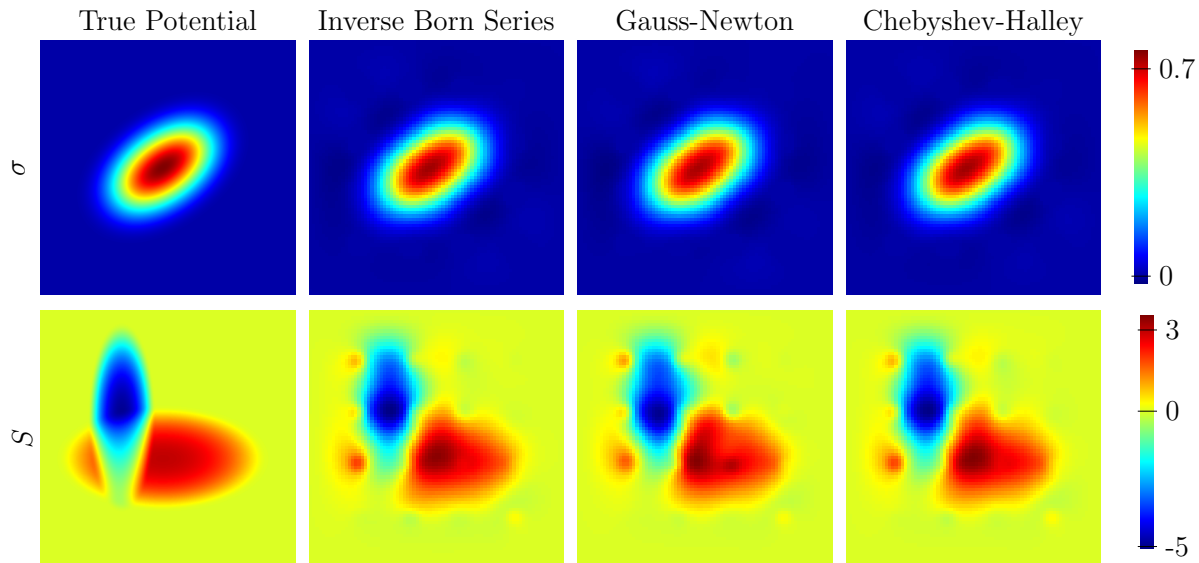 True Potential Inverse Born Series Gauss-Newton Chebyshev-Halley
σ
0.7
0
S
3
0
-5